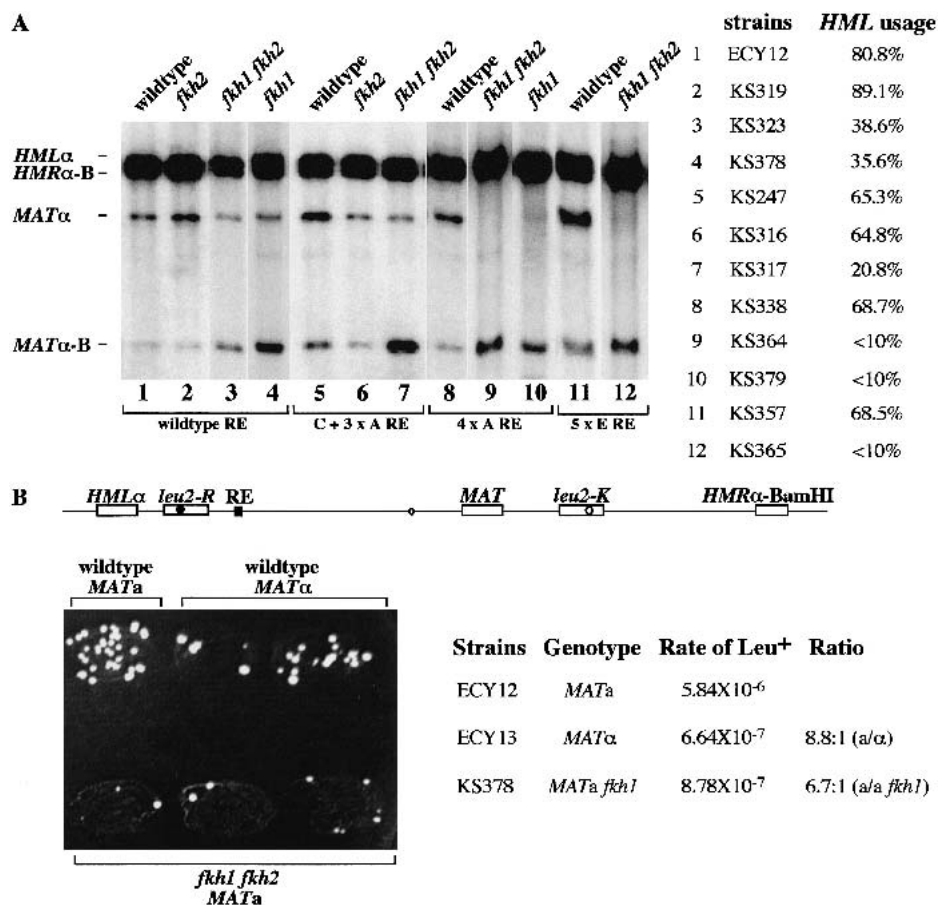 A
strains HML usage
wildtype fkh2 fkh1 fkh2 fkh1 wildtype fkh2 fkh1 fkh2 wildtype fkh1 fkh2 fkh1 wildtype fkh1 fkh2
HMLα
HMRα-B
MATα
MATα-B
1 2 3 4 5 6 7 8 9 10 11 12
wildtype RE C + 3 x A RE 4 x A RE 5 x E RE
1 ECY12 80.8%
2 KS319 89.1%
3 KS323 38.6%
4 KS378 35.6%
5 KS247 65.3%
6 KS316 64.8%
7 KS317 20.8%
8 KS338 68.7%
9 KS364 <10%
10 KS379 <10%
11 KS357 68.5%
12 KS365 <10%
B
HMLα leu2-R RE MAT leu2-K HMRα-BamHI
wildtype wildtype
MATa MATα
fkh1 fkh2
MATa
Strains Genotype Rate of Leu+ Ratio
ECY12 MATa 5.84X10-6
ECY13 MATα 6.64X10-7 8.8:1 (a/α)
KS378 MATa fkh1 8.78X10-7 6.7:1 (a/a fkh1)